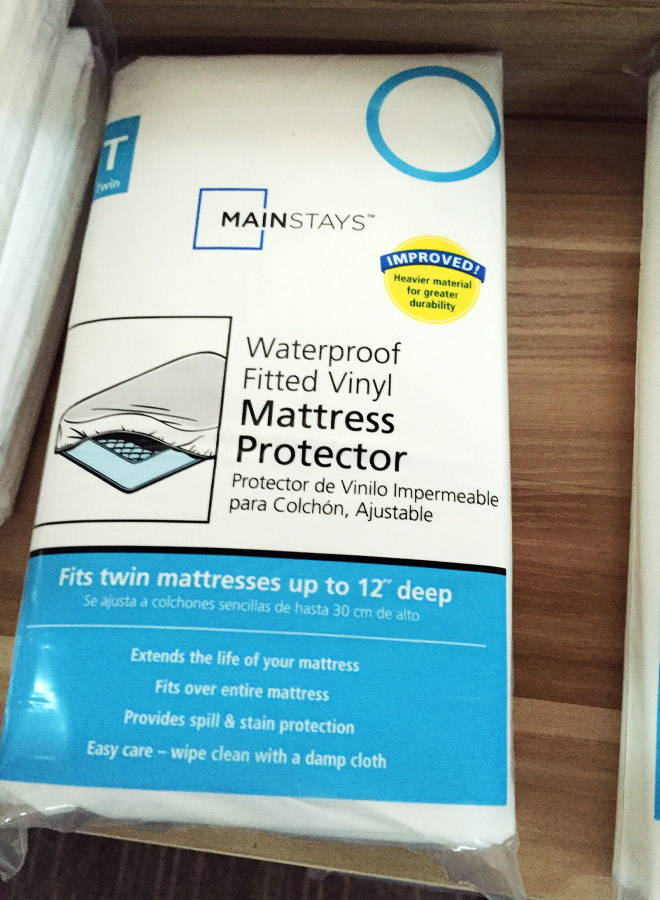 T
Twin
MAINSTAYS™
IMPROVED!
Heavier material
for greater
durability
Waterproof
Fitted Vinyl
Mattress
Protector
Protector de Vinilo Impermeable
para Colchón, Ajustable
Fits twin mattresses up to 12″ deep
Se ajusta a colchones sencillas de hasta 30 cm de alto
Extends the life of your mattress
Fits over entire mattress
Provides spill & stain protection
Easy care – wipe clean with a damp cloth